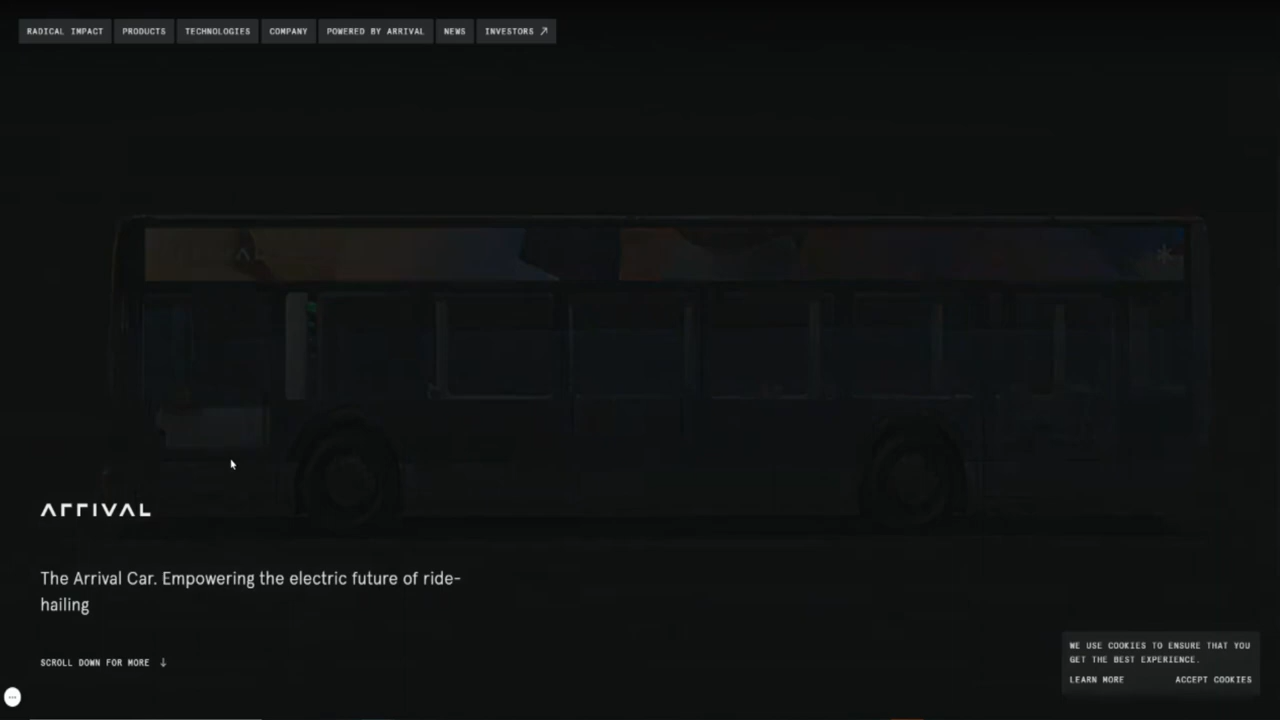 RADICAL IMPACT PRODUCTS TECHNOLOGIES COMPANY POWERED BY ARRIVAL NEWS INVESTORS ↗
ARRIVAL
The Arrival Car. Empowering the electric future of ride-
hailing
SCROLL DOWN FOR MORE ↓
WE USE COOKIES TO ENSURE THAT YOU
GET THE BEST EXPERIENCE.
LEARN MORE ACCEPT COOKIES